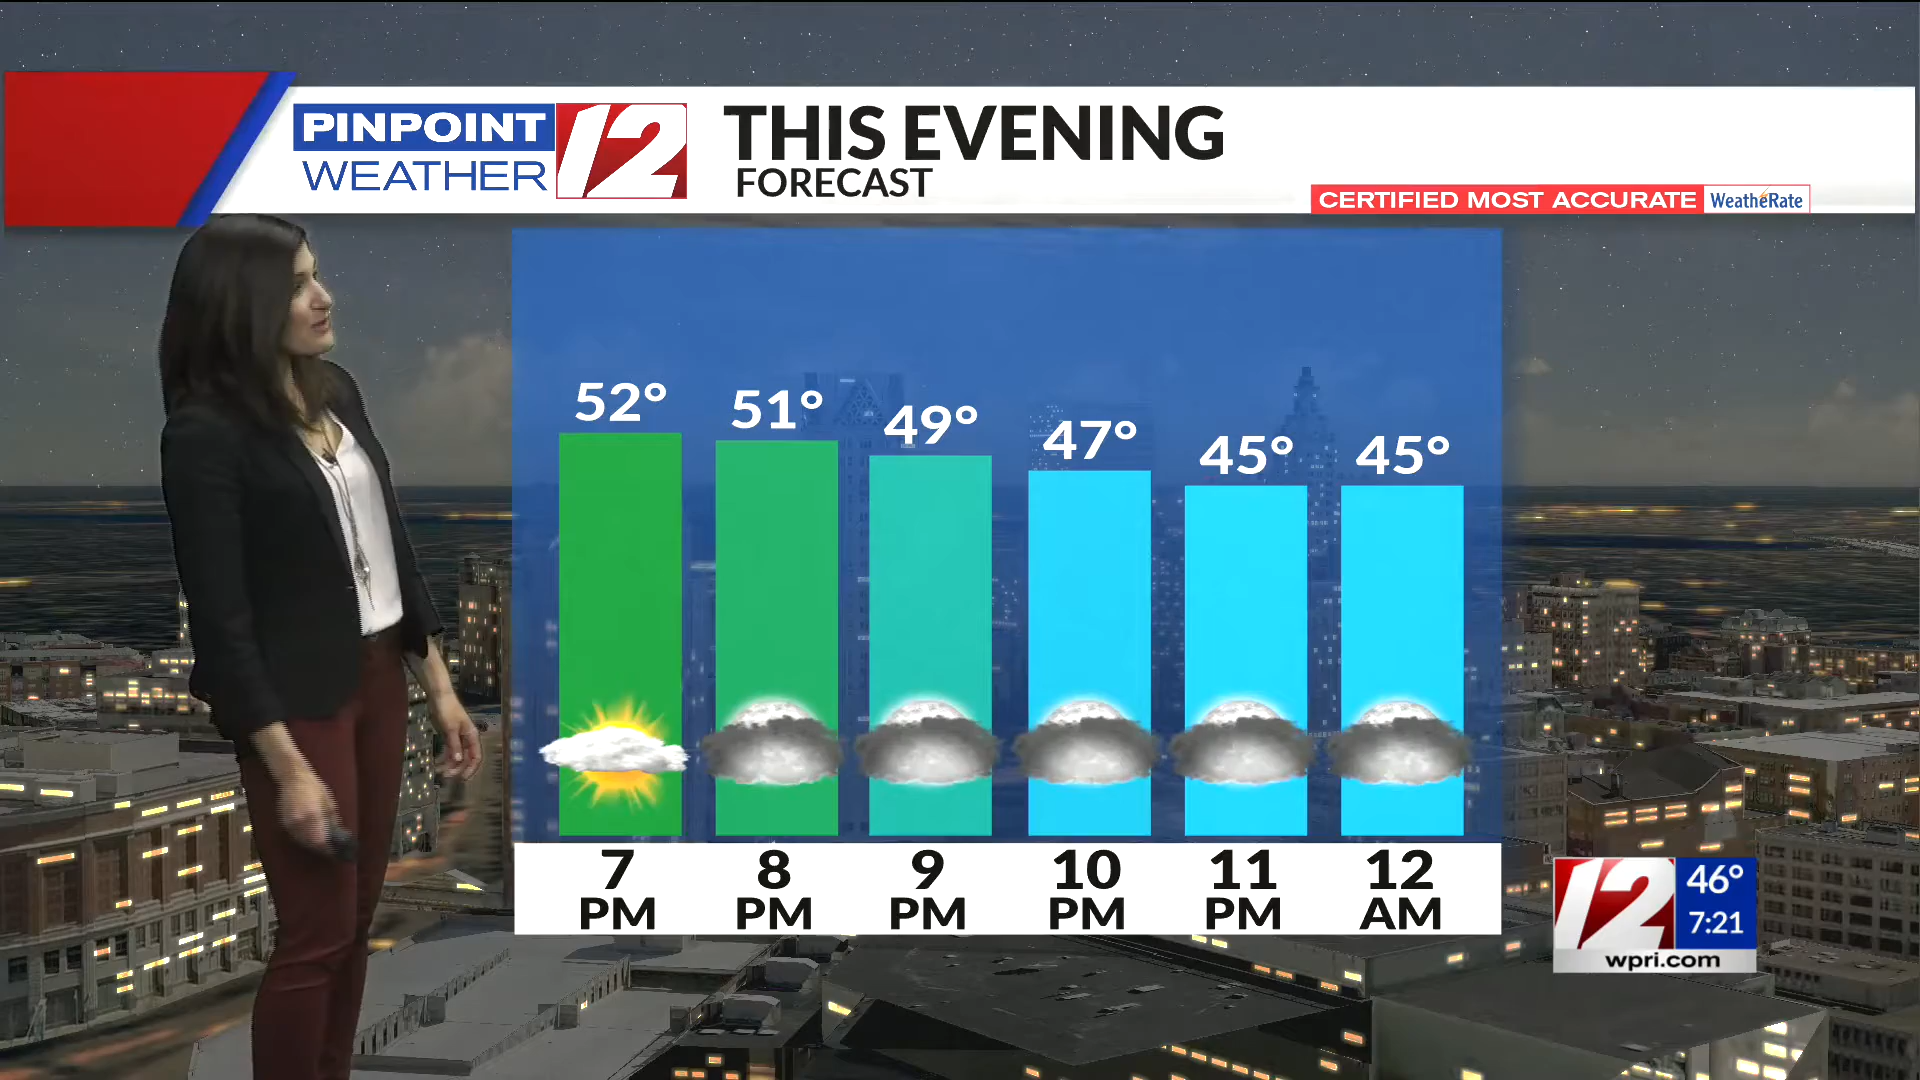 PINPOINT
WEATHER
12
THIS EVENING
FORECAST
CERTIFIED MOST ACCURATE WeatheRate
52° 51° 49° 47° 45° 45°
7 8 9 10 11 12
PM PM PM PM PM AM
12 46°
7:21
wpri.com